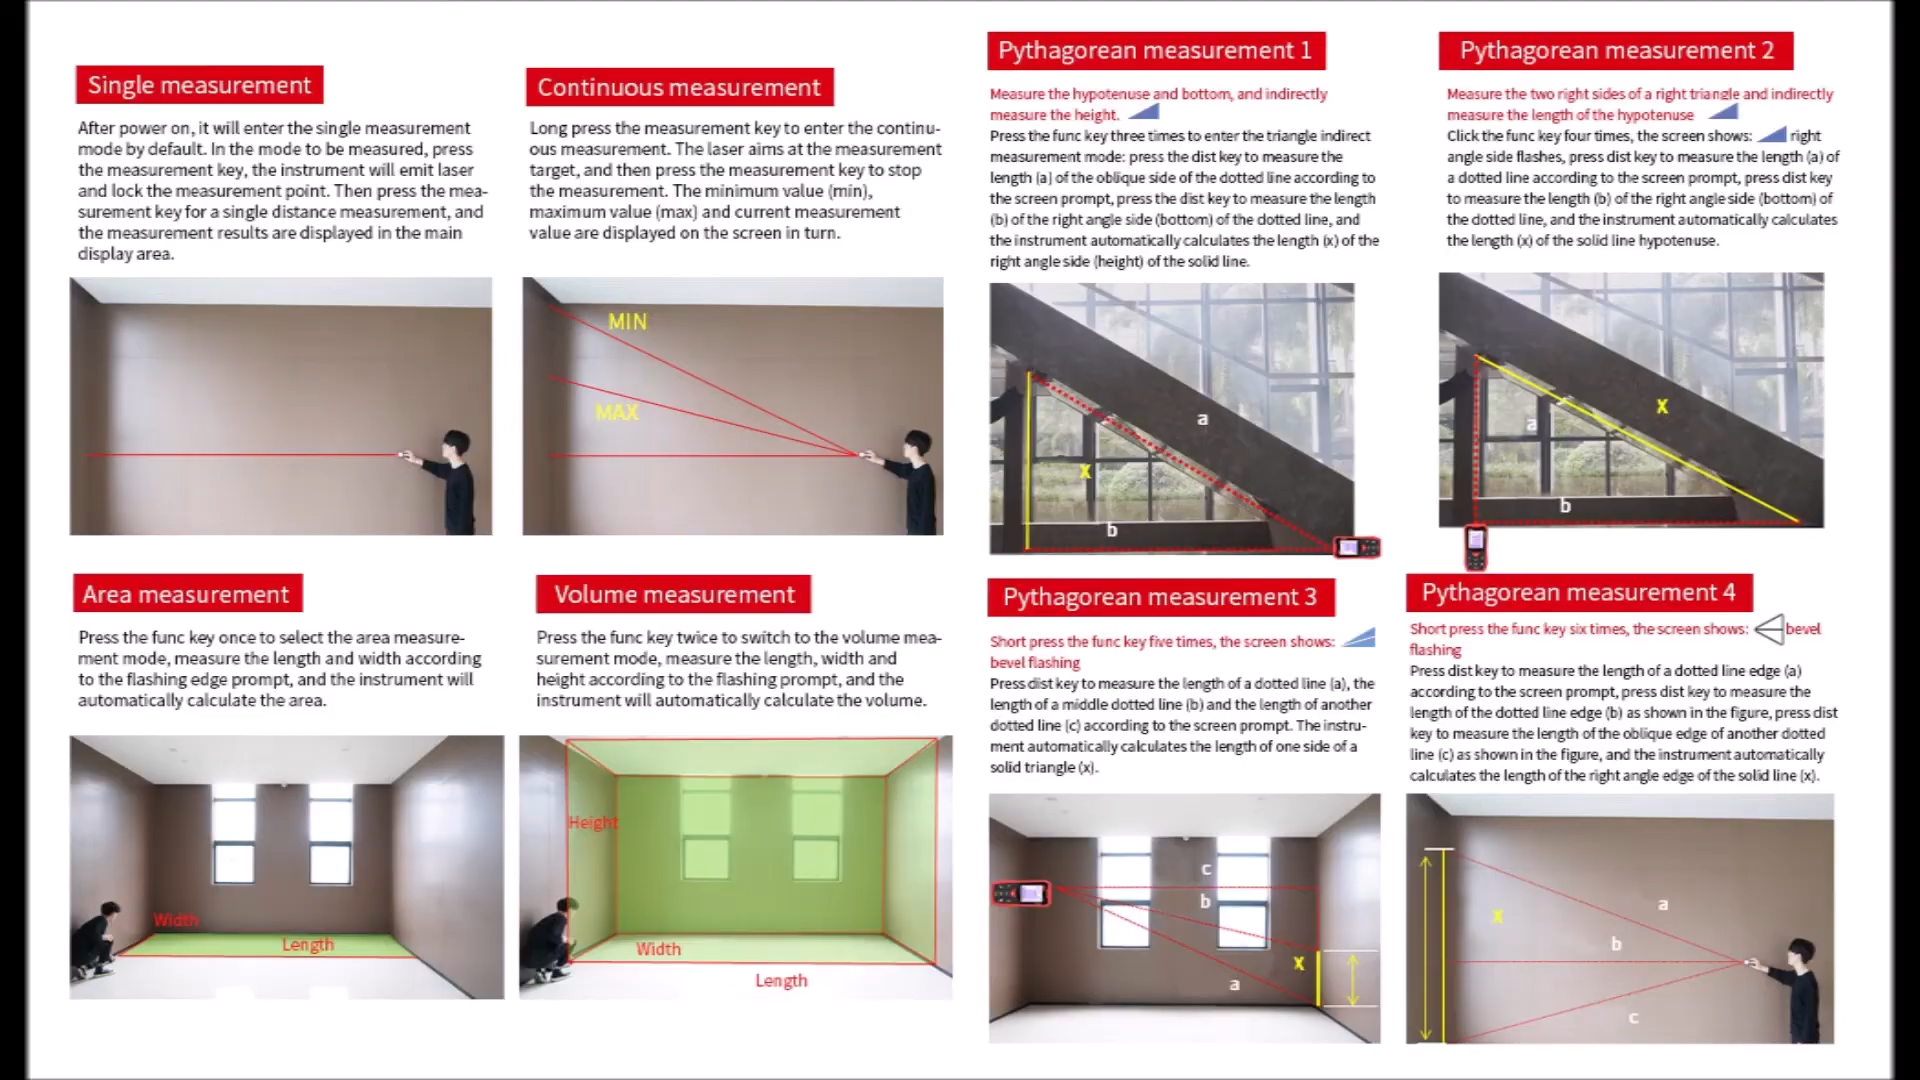 Single measurement
After power on, it will enter the single measurement
mode by default. In the mode to be measured, press
the measurement key, the instrument will emit laser
and lock the measurement point. Then press the mea-
surement key for a single distance measurement, and
the measurement results are displayed in the main
display area.
Continuous measurement
Long press the measurement key to enter the continu-
ous measurement. The laser aims at the measurement
target, and then press the measurement key to stop
the measurement. The minimum value (min),
maximum value (max) and current measurement
value are displayed on the screen in turn.
MIN
MAX
Area measurement
Press the func key once to select the area measure-
ment mode, measure the length and width according
to the flashing edge prompt, and the instrument will
automatically calculate the area.
Width
Length
Volume measurement
Press the func key twice to switch to the volume mea-
surement mode, measure the length, width and
height according to the flashing prompt, and the
instrument will automatically calculate the volume.
Height
Width
Length
Pythagorean measurement 1
Measure the hypotenuse and bottom, and indirectly
measure the height.
Press the func key three times to enter the triangle indirect
measurement mode: press the dist key to measure the
length (a) of the oblique side of the dotted line according to
the screen prompt, press the dist key to measure the length
(b) of the right angle side (bottom) of the dotted line, and
the instrument automatically calculates the length (x) of the
right angle side (height) of the solid line.
a
X
b
Pythagorean measurement 2
Measure the two right sides of a right triangle and indirectly
measure the length of the hypotenuse
Click the func key four times, the screen shows: right
angle side flashes, press dist key to measure the length (a) of
a dotted line according to the screen prompt, press dist key
to measure the length (b) of the right angle side (bottom) of
the dotted line, and the instrument automatically calculates
the length (x) of the solid line hypotenuse.
X
a
b
Pythagorean measurement 3
Short press the func key five times, the screen shows:
bevel flashing
Press dist key to measure the length of a dotted line (a), the
length of a middle dotted line (b) and the length of another
dotted line (c) according to the screen prompt. The instru-
ment automatically calculates the length of one side of a
solid triangle (x).
c
b
X
a
Pythagorean measurement 4
Short press the func key six times, the screen shows: bevel
flashing
Press dist key to measure the length of a dotted line edge (a)
according to the screen prompt, press dist key to measure the
length of the dotted line edge (b) as shown in the figure, press dist
key to measure the length of the oblique edge of another dotted
line (c) as shown in the figure, and the instrument automatically
calculates the length of the right angle edge of the solid line (x).
a
X
b
c